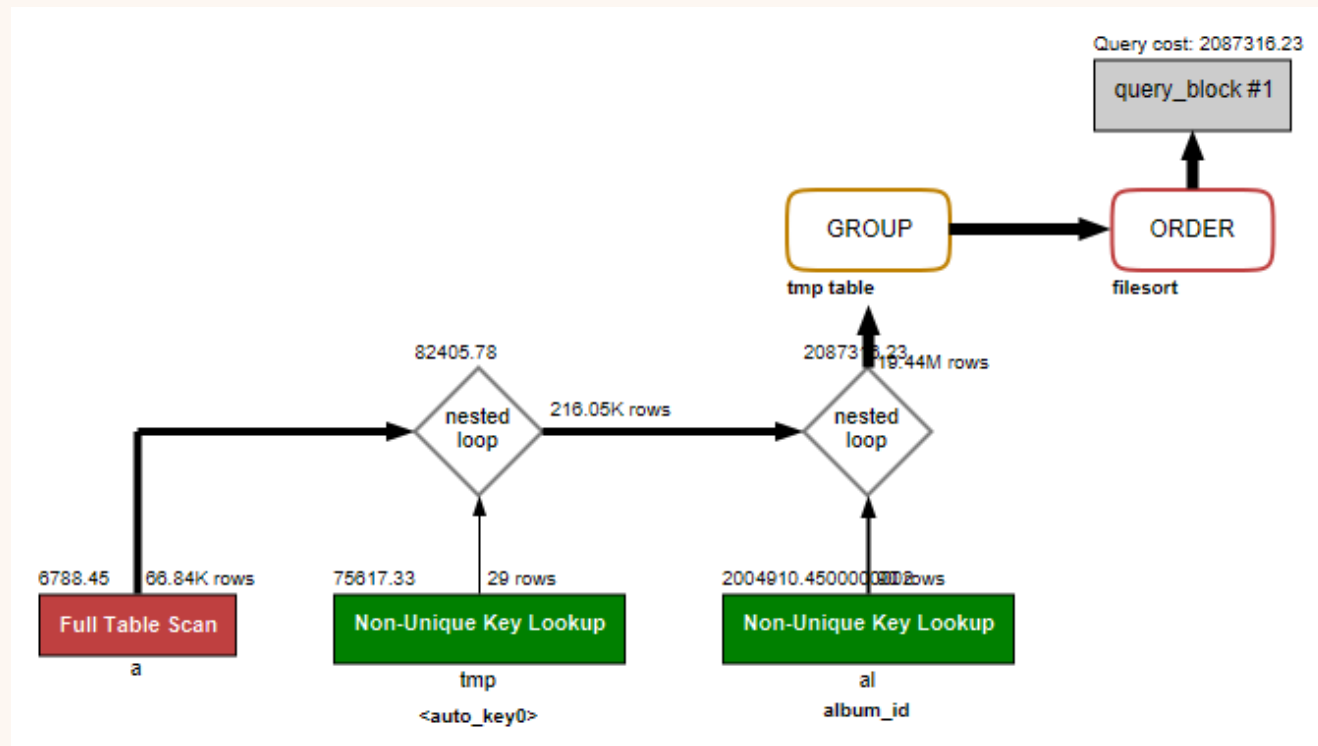 Query cost: 2087316.23
query_block #1
GROUP
ORDER
tmp table
filesort
82405.78
nested
loop
216.05K rows
19.44M rows
nested
loop
6788.45
66.84K rows
Full Table Scan
a
75617.33
29 rows
Non-Unique Key Lookup
tmp
<auto_key0>
rows
Non-Unique Key Lookup
al
album_id